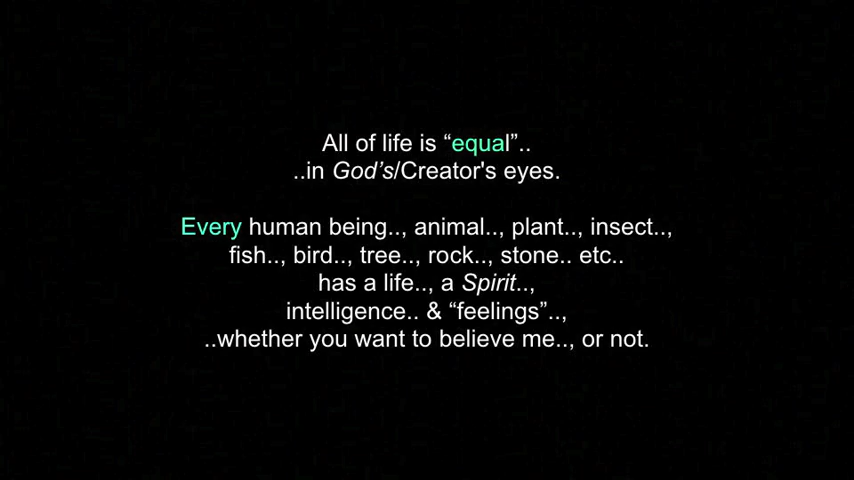 All of life is “equal”..
..in God’s/Creator's eyes.
Every human being.., animal.., plant.., insect..,
fish.., bird.., tree.., rock.., stone.. etc..
has a life.., a Spirit..,
intelligence.. & “feelings”..,
..whether you want to believe me.., or not.